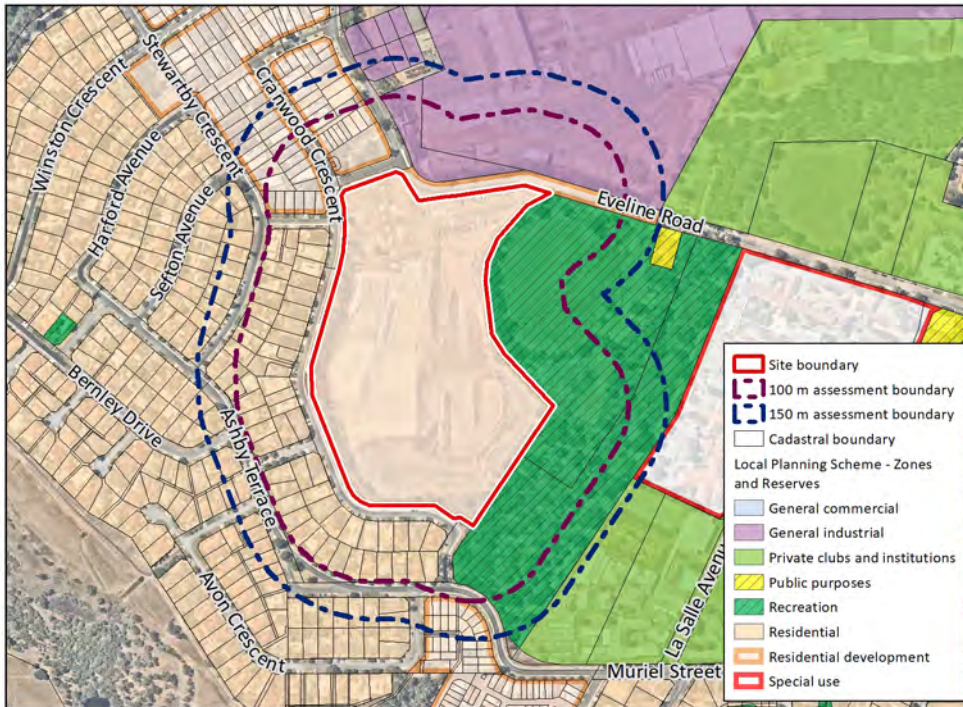 Stewartby Crescent
Cranwood Crescent
Winston Crescent
Harford Avenue
Sefton Avenue
Eveline Road
Bernley Drive
Ashby Terrace
Avon Crescent
La Salle Avenue
Muriel Street
Site boundary
100 m assessment boundary
150 m assessment boundary
Cadastral boundary
Local Planning Scheme - Zones
and Reserves
General commercial
General industrial
Private clubs and institutions
Public purposes
Recreation
Residential
Residential development
Special use